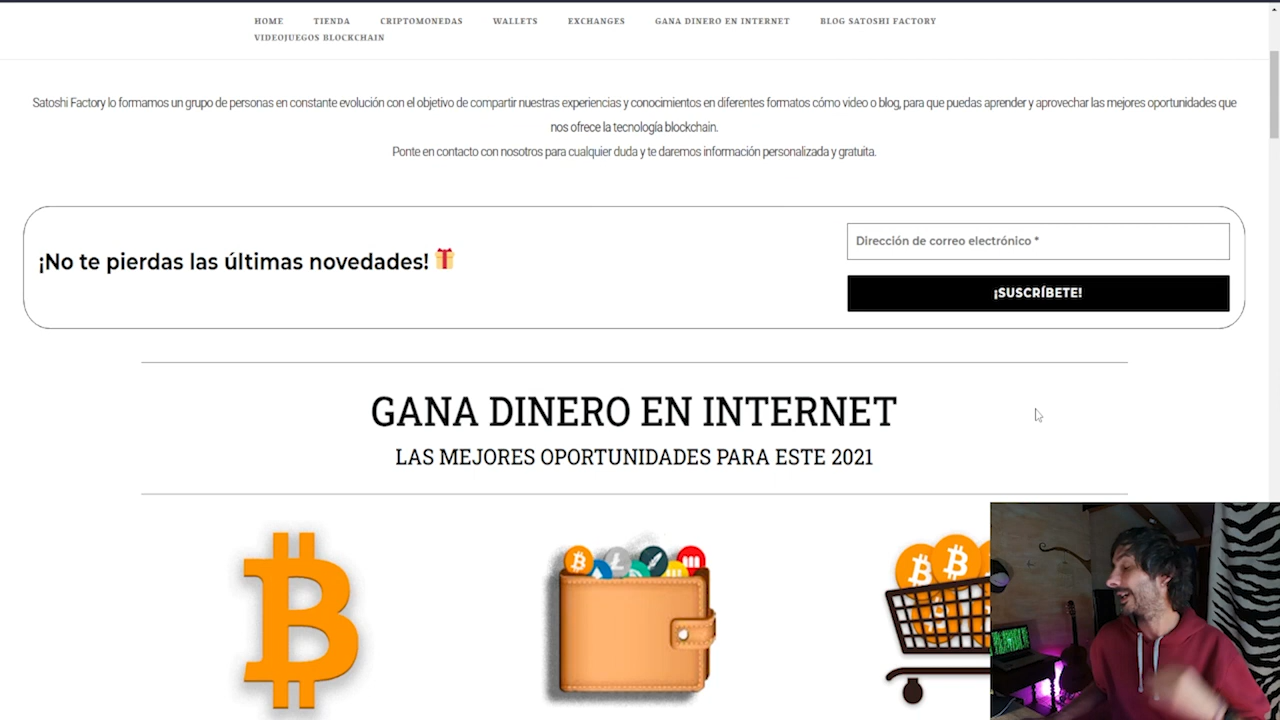 HOME TIENDA CRIPTOMONEDAS WALLETS EXCHANGES GANA DINERO EN INTERNET BLOG SATOSHI FACTORY
VIDEOJUEGOS BLOCKCHAIN
Satoshi Factory lo formamos un grupo de personas en constante evolución con el objetivo de compartir nuestras experiencias y conocimientos en diferentes formatos cómo video o blog, para que puedas aprender y aprovechar las mejores oportunidades que
nos ofrece la tecnología blockchain.
Ponte en contacto con nosotros para cualquier duda y te daremos información personalizada y gratuita.
¡No te pierdas las últimas novedades!
Dirección de correo electrónico *
¡SUSCRÍBETE!
GANA DINERO EN INTERNET
LAS MEJORES OPORTUNIDADES PARA ESTE 2021